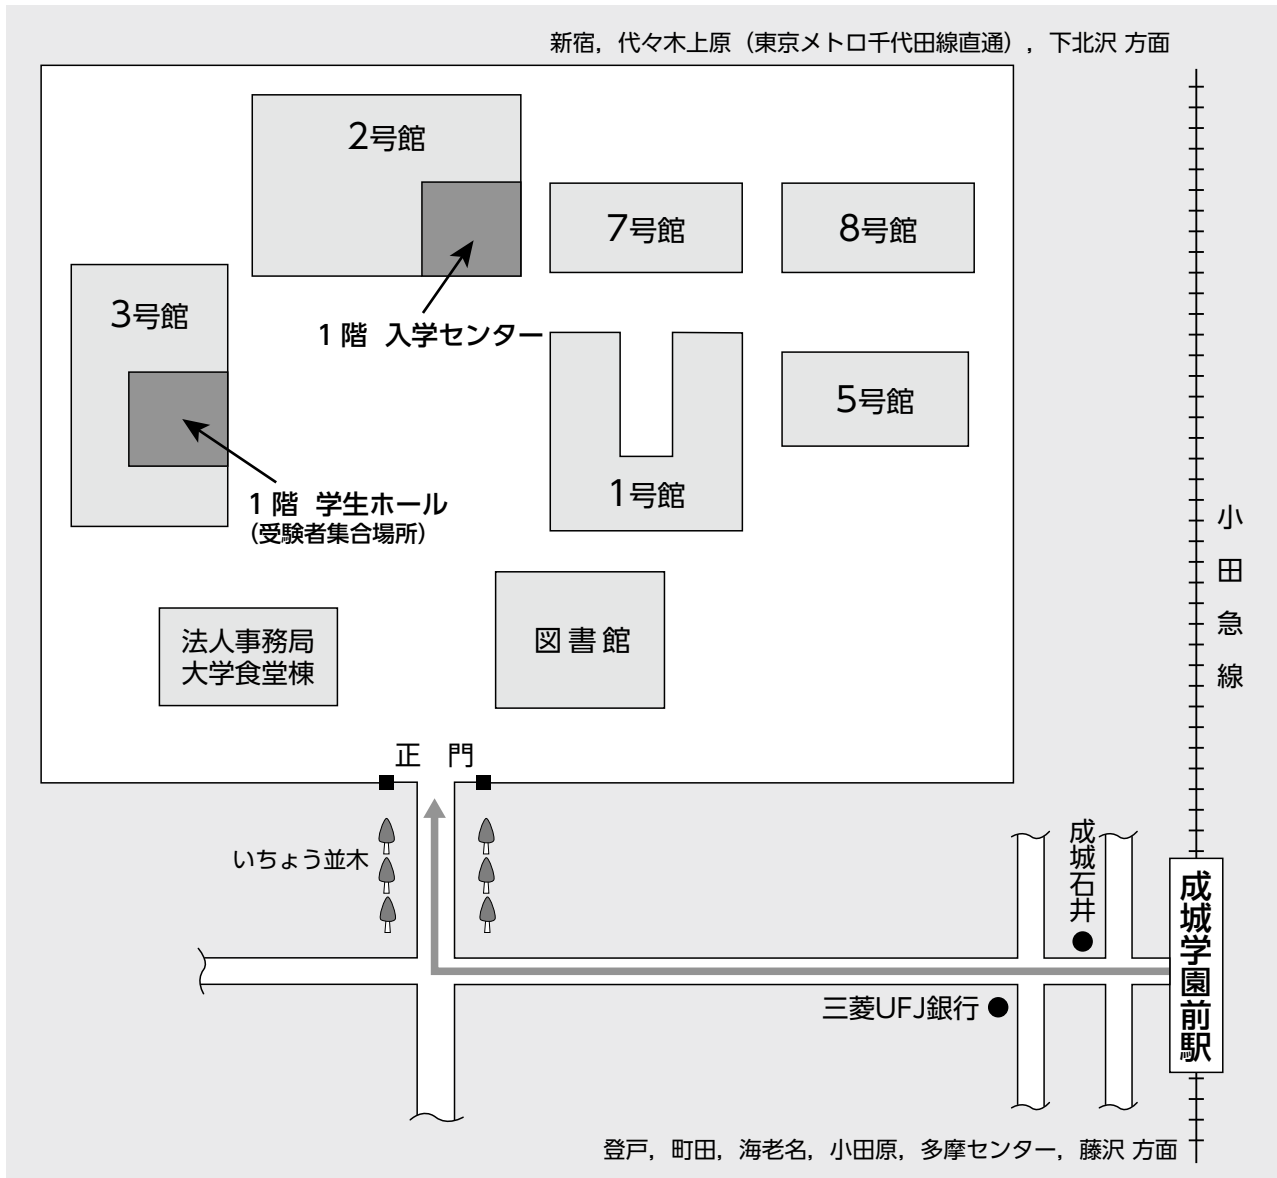 新宿，代々木上原（東京メトロ千代田線直通），下北沢 方面
2号館
7号館
8号館
3号館
1階 入学センター
5号館
1号館
1階 学生ホール
（受験者集合場所）
小田急線
法人事務局
大学食堂棟
図書館
正門
いちょう並木
成城石井
成城学園前駅
三菱UFJ銀行
登戸，町田，海老名，小田原，多摩センター，藤沢 方面